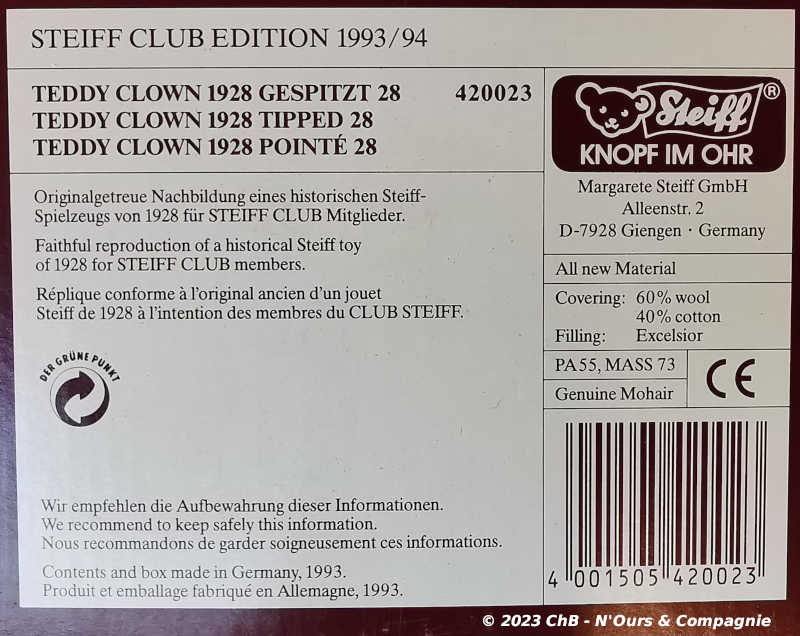 STEIFF CLUB EDITION 1993/94
TEDDY CLOWN 1928 GESPITZT 28 420023
TEDDY CLOWN 1928 TIPPED 28
TEDDY CLOWN 1928 POINTÉ 28
Originalgetreue Nachbildung eines historischen Steiff-
Spielzeugs von 1928 für STEIFF CLUB Mitglieder.
Faithful reproduction of a historical Steiff toy
of 1928 for STEIFF CLUB members.
Réplique conforme à l'original ancien d'un jouet
Steiff de 1928 à l'intention des membres du CLUB STEIFF.
DER GRÜNE PUNKT
Wir empfehlen die Aufbewahrung dieser Informationen.
We recommend to keep safely this information.
Nous recommandons de garder soigneusement ces informations.
Contents and box made in Germany, 1993.
Produit et emballage fabriqué en Allemagne, 1993.
Steiff®
KNOPF IM OHR
Margarete Steiff GmbH
Alleenstr. 2
D-7928 Giengen · Germany
All new Material
Covering: 60% wool
40% cotton
Filling: Excelsior
PA55, MASS 73
Genuine Mohair
CE
4 001505 420023
© 2023 ChB - N'Ours & Compagnie